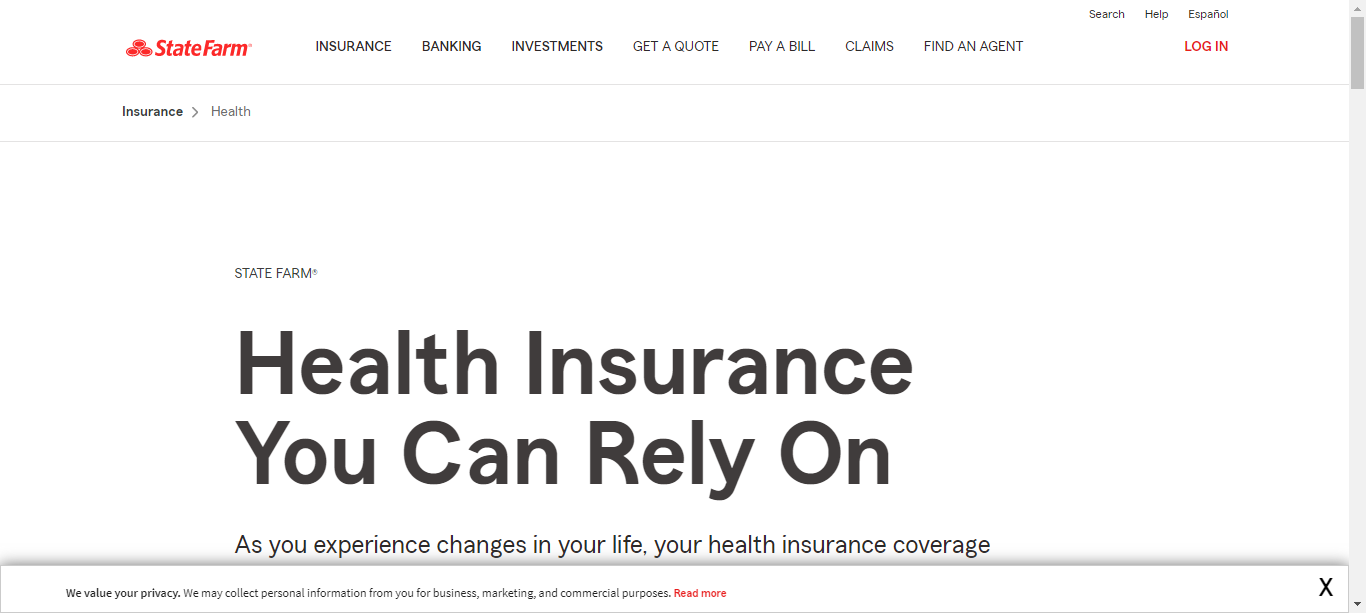 Search Help Español
State Farm® INSURANCE BANKING INVESTMENTS GET A QUOTE PAY A BILL CLAIMS FIND AN AGENT LOG IN
Insurance > Health
STATE FARM®
Health Insurance
You Can Rely On
As you experience changes in your life, your health insurance coverage
We value your privacy. We may collect personal information from you for business, marketing, and commercial purposes. Read more X